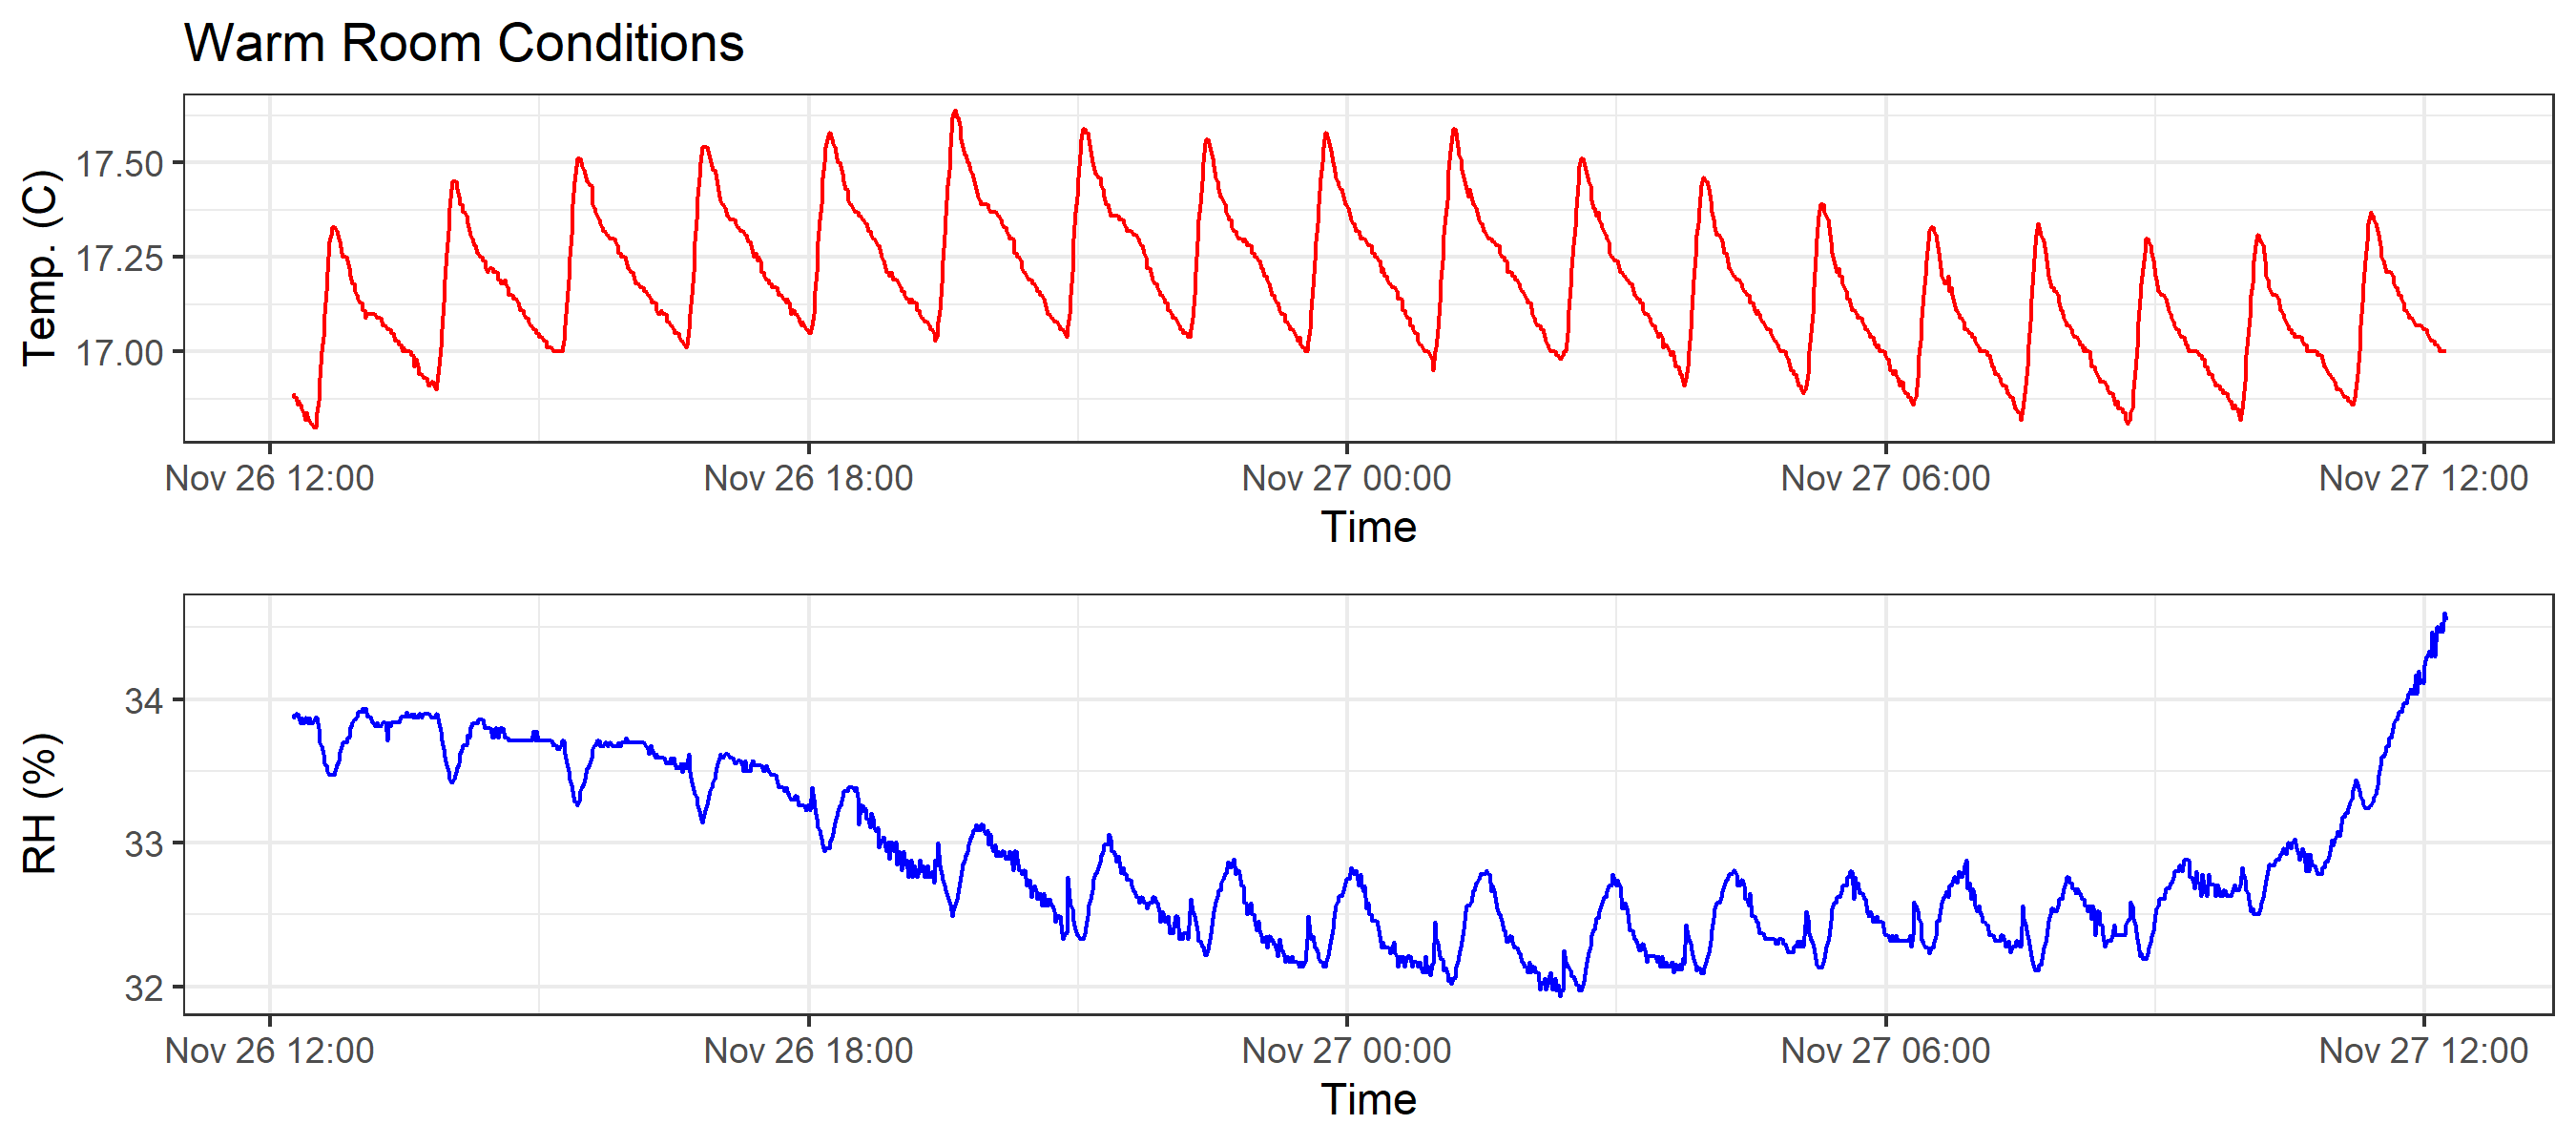 Warm Room Conditions
Temp. (C)
17.50
17.25
17.00
Nov 26 12:00 Nov 26 18:00 Nov 27 00:00 Nov 27 06:00 Nov 27 12:00
Time
RH (%)
34
33
32
Nov 26 12:00 Nov 26 18:00 Nov 27 00:00 Nov 27 06:00 Nov 27 12:00
Time